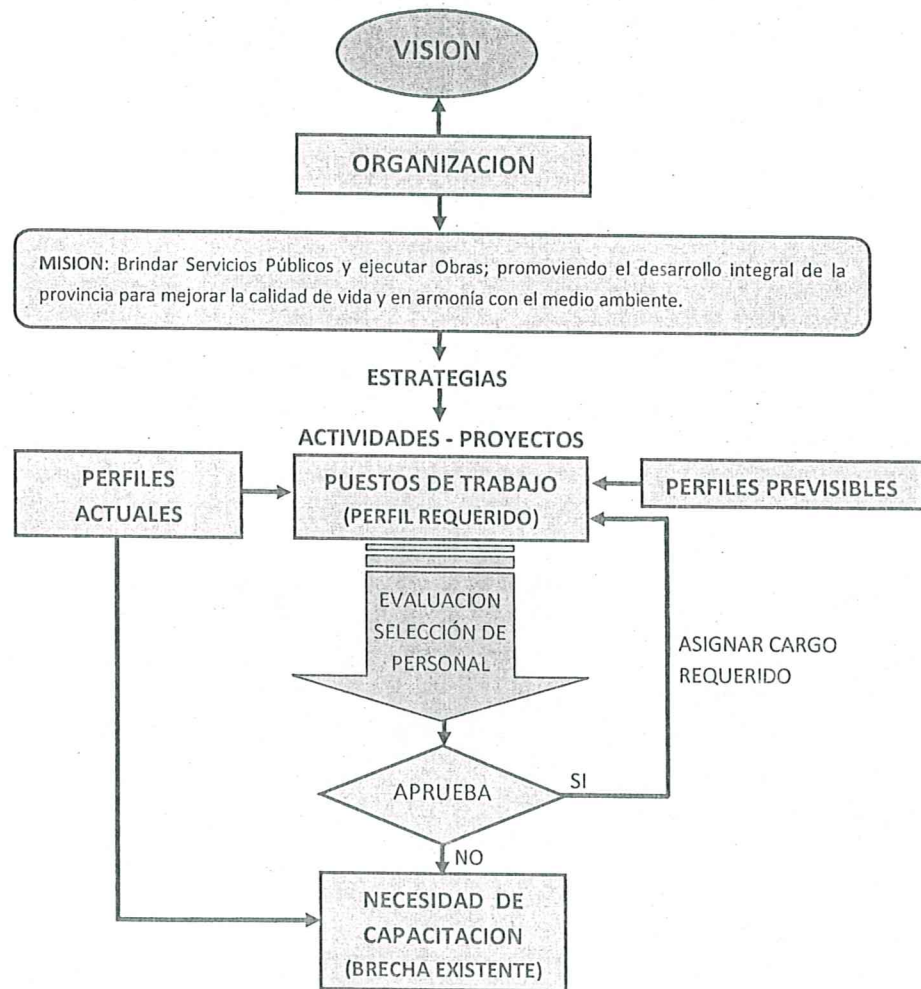 VISION
ORGANIZACION
MISION: Brindar Servicios Públicos y ejecutar Obras; promoviendo el desarrollo integral de la
provincia para mejorar la calidad de vida y en armonía con el medio ambiente.
ESTRATEGIAS
ACTIVIDADES - PROYECTOS
PERFILES
ACTUALES
PUESTOS DE TRABAJO
(PERFIL REQUERIDO)
PERFILES PREVISIBLES
EVALUACION
SELECCIÓN DE
PERSONAL
ASIGNAR CARGO
REQUERIDO
APRUEBA
SI
NO
NECESIDAD DE
CAPACITACION
(BRECHA EXISTENTE)